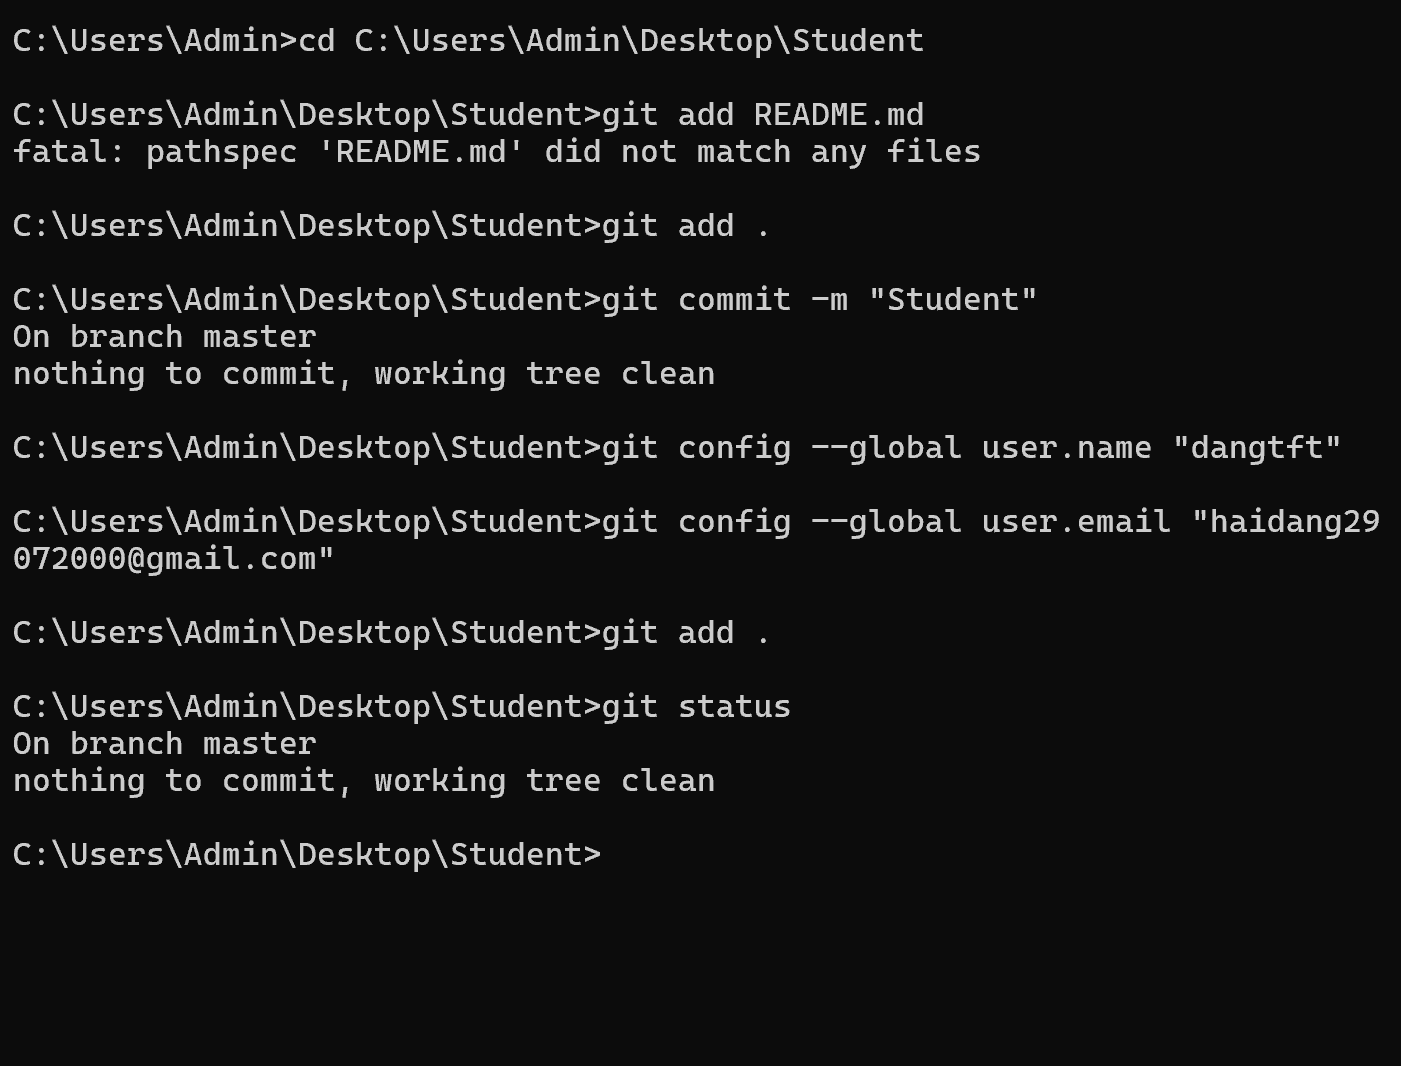 C:\Users\Admin>cd C:\Users\Admin\Desktop\Student
C:\Users\Admin\Desktop\Student>git add README.md
fatal: pathspec 'README.md' did not match any files
C:\Users\Admin\Desktop\Student>git add .
C:\Users\Admin\Desktop\Student>git commit -m "Student"
On branch master
nothing to commit, working tree clean
C:\Users\Admin\Desktop\Student>git config --global user.name "dangtft"
C:\Users\Admin\Desktop\Student>git config --global user.email "haidang29
072000@gmail.com"
C:\Users\Admin\Desktop\Student>git add .
C:\Users\Admin\Desktop\Student>git status
On branch master
nothing to commit, working tree clean
C:\Users\Admin\Desktop\Student>